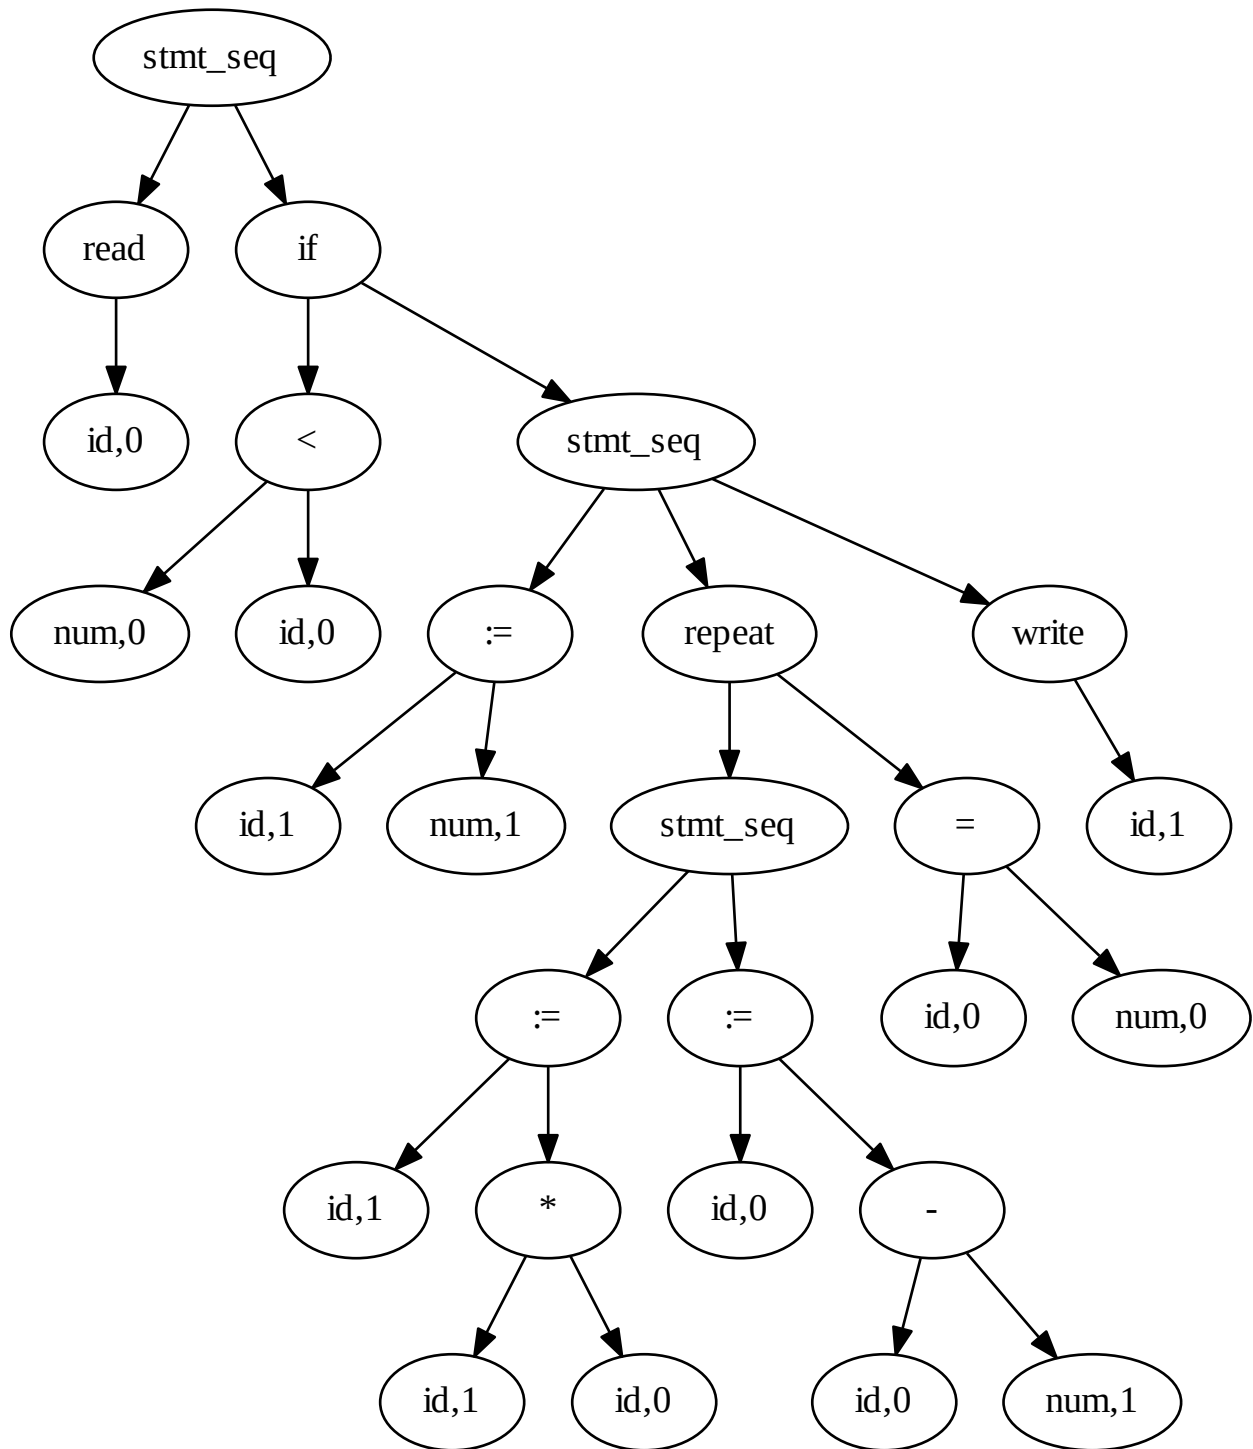 stmt_seq
read
if
id,0
<
stmt_seq
num,0
id,0
:=
repeat
write
id,1
num,1
stmt_seq
=
id,1
:=
:=
id,0
num,0
id,1
*
id,0
-
id,1
id,0
id,0
num,1